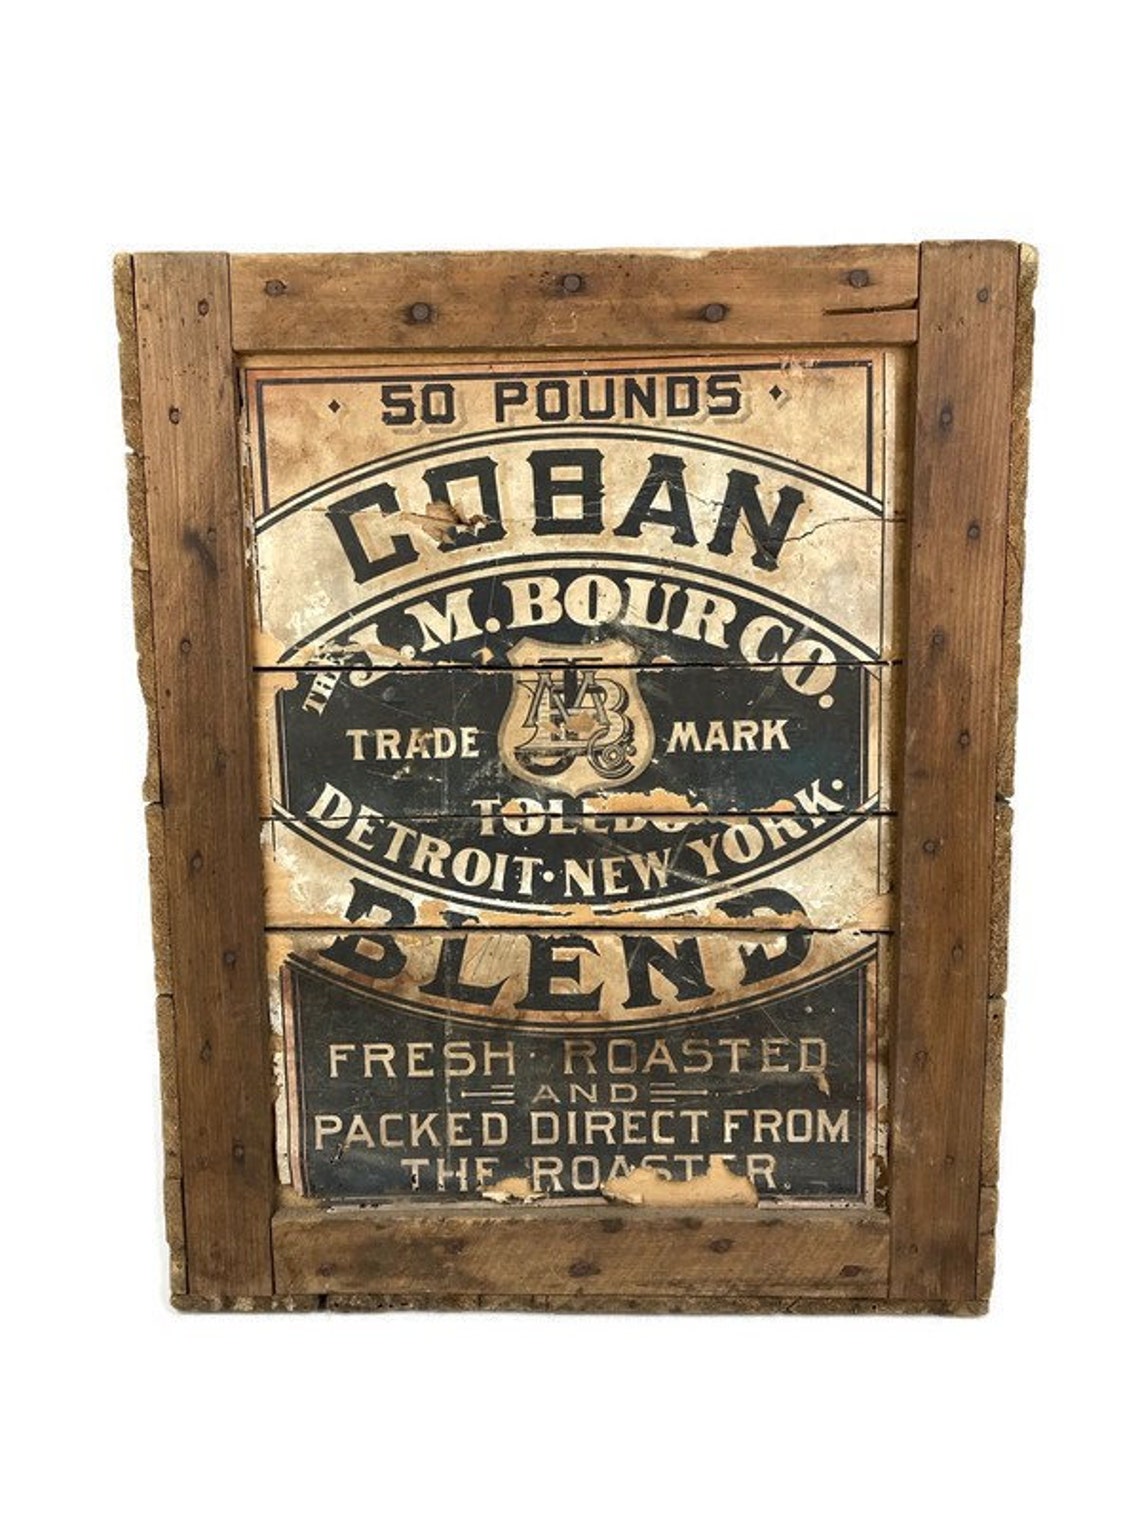 50 POUNDS
COBAN
THE J.M. BOUR CO.
JMB
TRADE MARK
TOLEDO
DETROIT · NEW YORK.
BLEND
FRESH ROASTED
AND
PACKED DIRECT FROM
THE ROASTER.